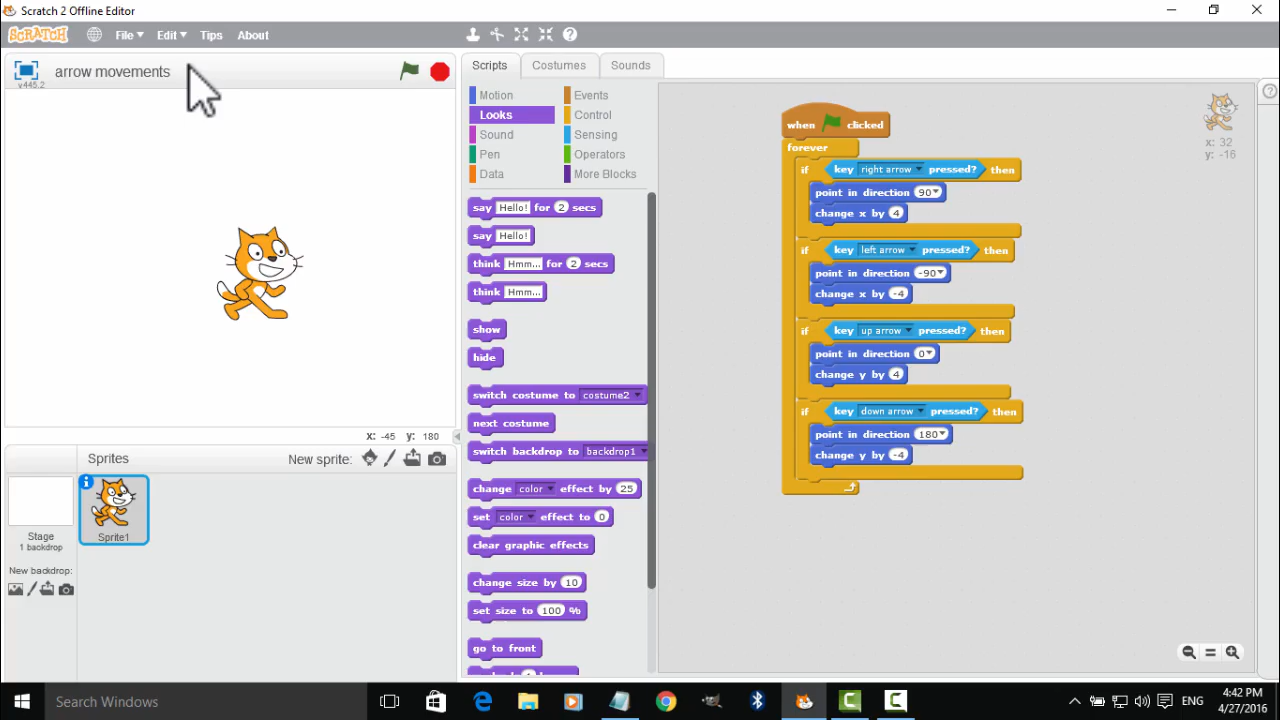 Scratch 2 Offline Editor
SCRATCH File Edit Tips About
v445.2
arrow movements
Scripts Costumes Sounds
Motion Events
Looks Control
Sound Sensing
Pen Operators
Data More Blocks
say Hello! for 2 secs
say Hello!
think Hmm... for 2 secs
think Hmm...
show
hide
switch costume to costume2
next costume
switch backdrop to backdrop1
change color effect by 25
set color effect to 0
clear graphic effects
change size by 10
set size to 100 %
go to front
when clicked
forever
if key right arrow pressed? then
point in direction 90
change x by 4
if key left arrow pressed? then
point in direction -90
change x by -4
if key up arrow pressed? then
point in direction 0
change y by 4
if key down arrow pressed? then
point in direction 180
change y by -4
x: 32
y: -16
x: -45 y: 180
Sprites New sprite:
Sprite1
Stage
1 backdrop
New backdrop:
Search Windows
ENG
4:42 PM
4/27/2016